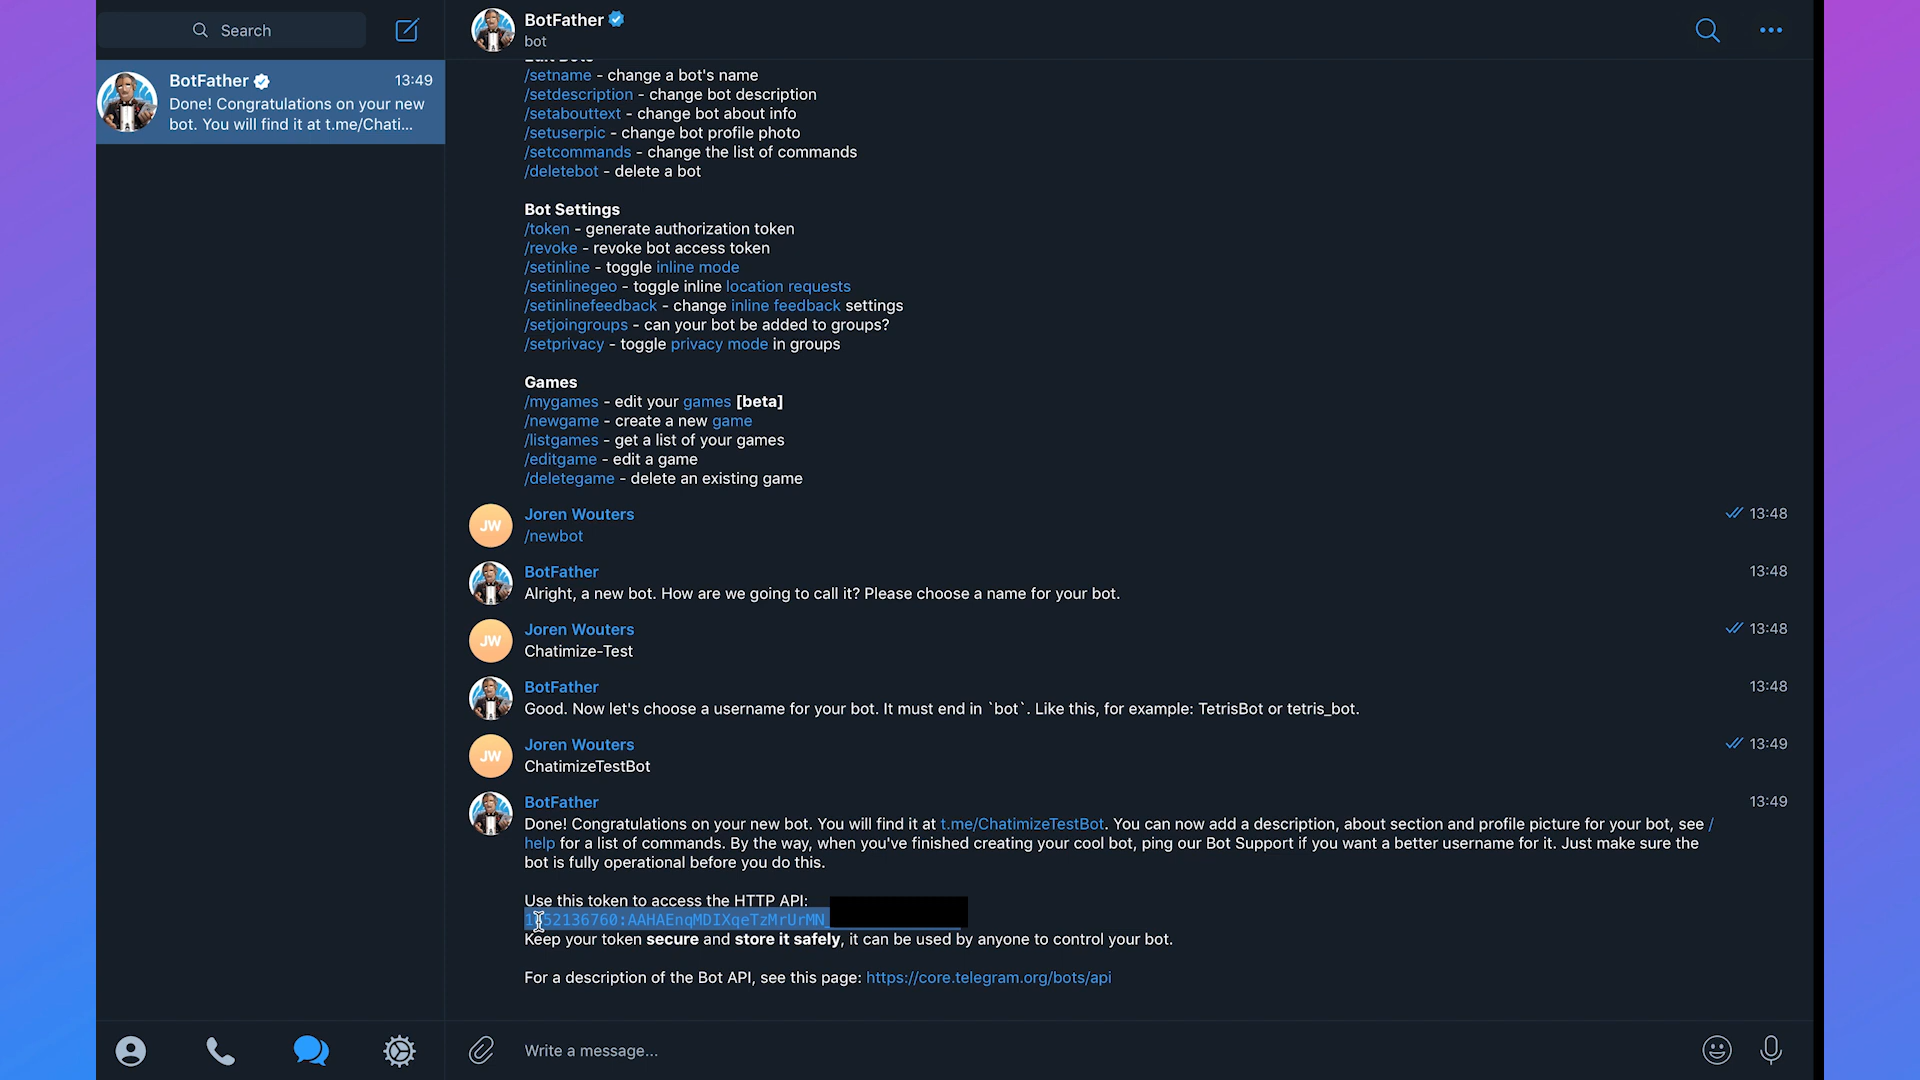 Search
BotFather
bot
BotFather 13:49
Done! Congratulations on your new
bot. You will find it at t.me/Chati...
/setname - change a bot's name
/setdescription - change bot description
/setabouttext - change bot about info
/setuserpic - change bot profile photo
/setcommands - change the list of commands
/deletebot - delete a bot
Bot Settings
/token - generate authorization token
/revoke - revoke bot access token
/setinline - toggle inline mode
/setinlinegeo - toggle inline location requests
/setinlinefeedback - change inline feedback settings
/setjoingroups - can your bot be added to groups?
/setprivacy - toggle privacy mode in groups
Games
/mygames - edit your games [beta]
/newgame - create a new game
/listgames - get a list of your games
/editgame - edit a game
/deletegame - delete an existing game
JW
Joren Wouters 13:48
/newbot
BotFather 13:48
Alright, a new bot. How are we going to call it? Please choose a name for your bot.
JW
Joren Wouters 13:48
Chatimize-Test
BotFather 13:48
Good. Now let's choose a username for your bot. It must end in `bot`. Like this, for example: TetrisBot or tetris_bot.
JW
Joren Wouters 13:49
ChatimizeTestBot
BotFather 13:49
Done! Congratulations on your new bot. You will find it at t.me/ChatimizeTestBot. You can now add a description, about section and profile picture for your bot, see /
help for a list of commands. By the way, when you've finished creating your cool bot, ping our Bot Support if you want a better username for it. Just make sure the
bot is fully operational before you do this.
Use this token to access the HTTP API:
Keep your token secure and store it safely, it can be used by anyone to control your bot.
For a description of the Bot API, see this page: https://core.telegram.org/bots/api
Write a message...